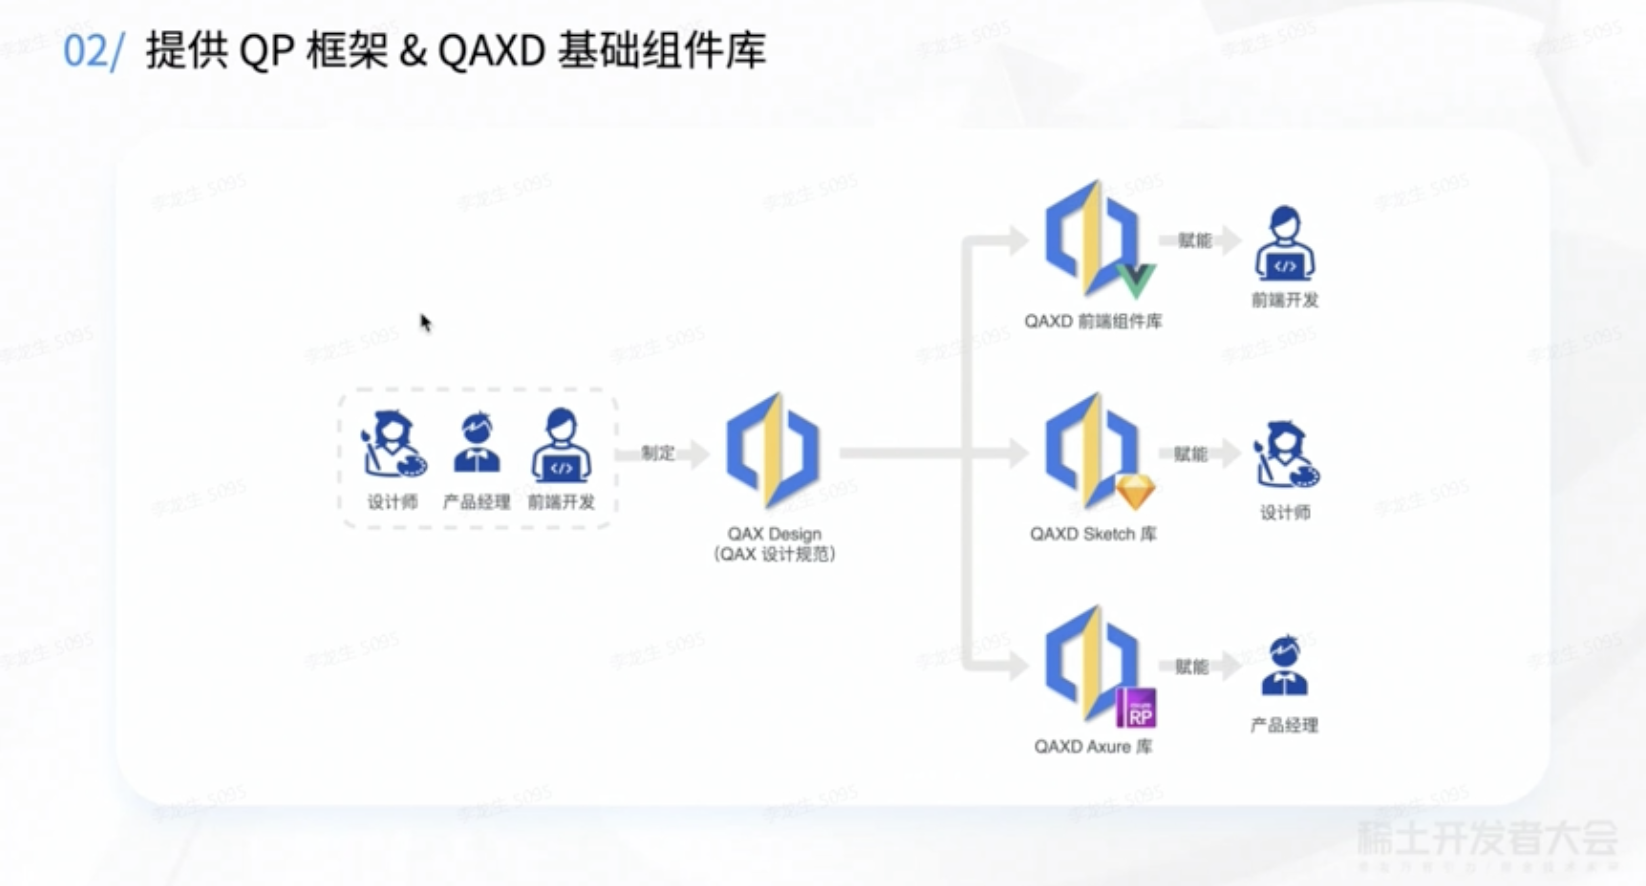 02/ 提供 QP 框架 & QAXD 基础组件库
赋能
前端开发
QAXD 前端组件库
设计师
产品经理
前端开发
制定
QAX Design
（QAX 设计规范）
赋能
设计师
QAXD Sketch 库
RP
赋能
产品经理
QAXD Axure 库
李龙生 5095
稀土开发者大会